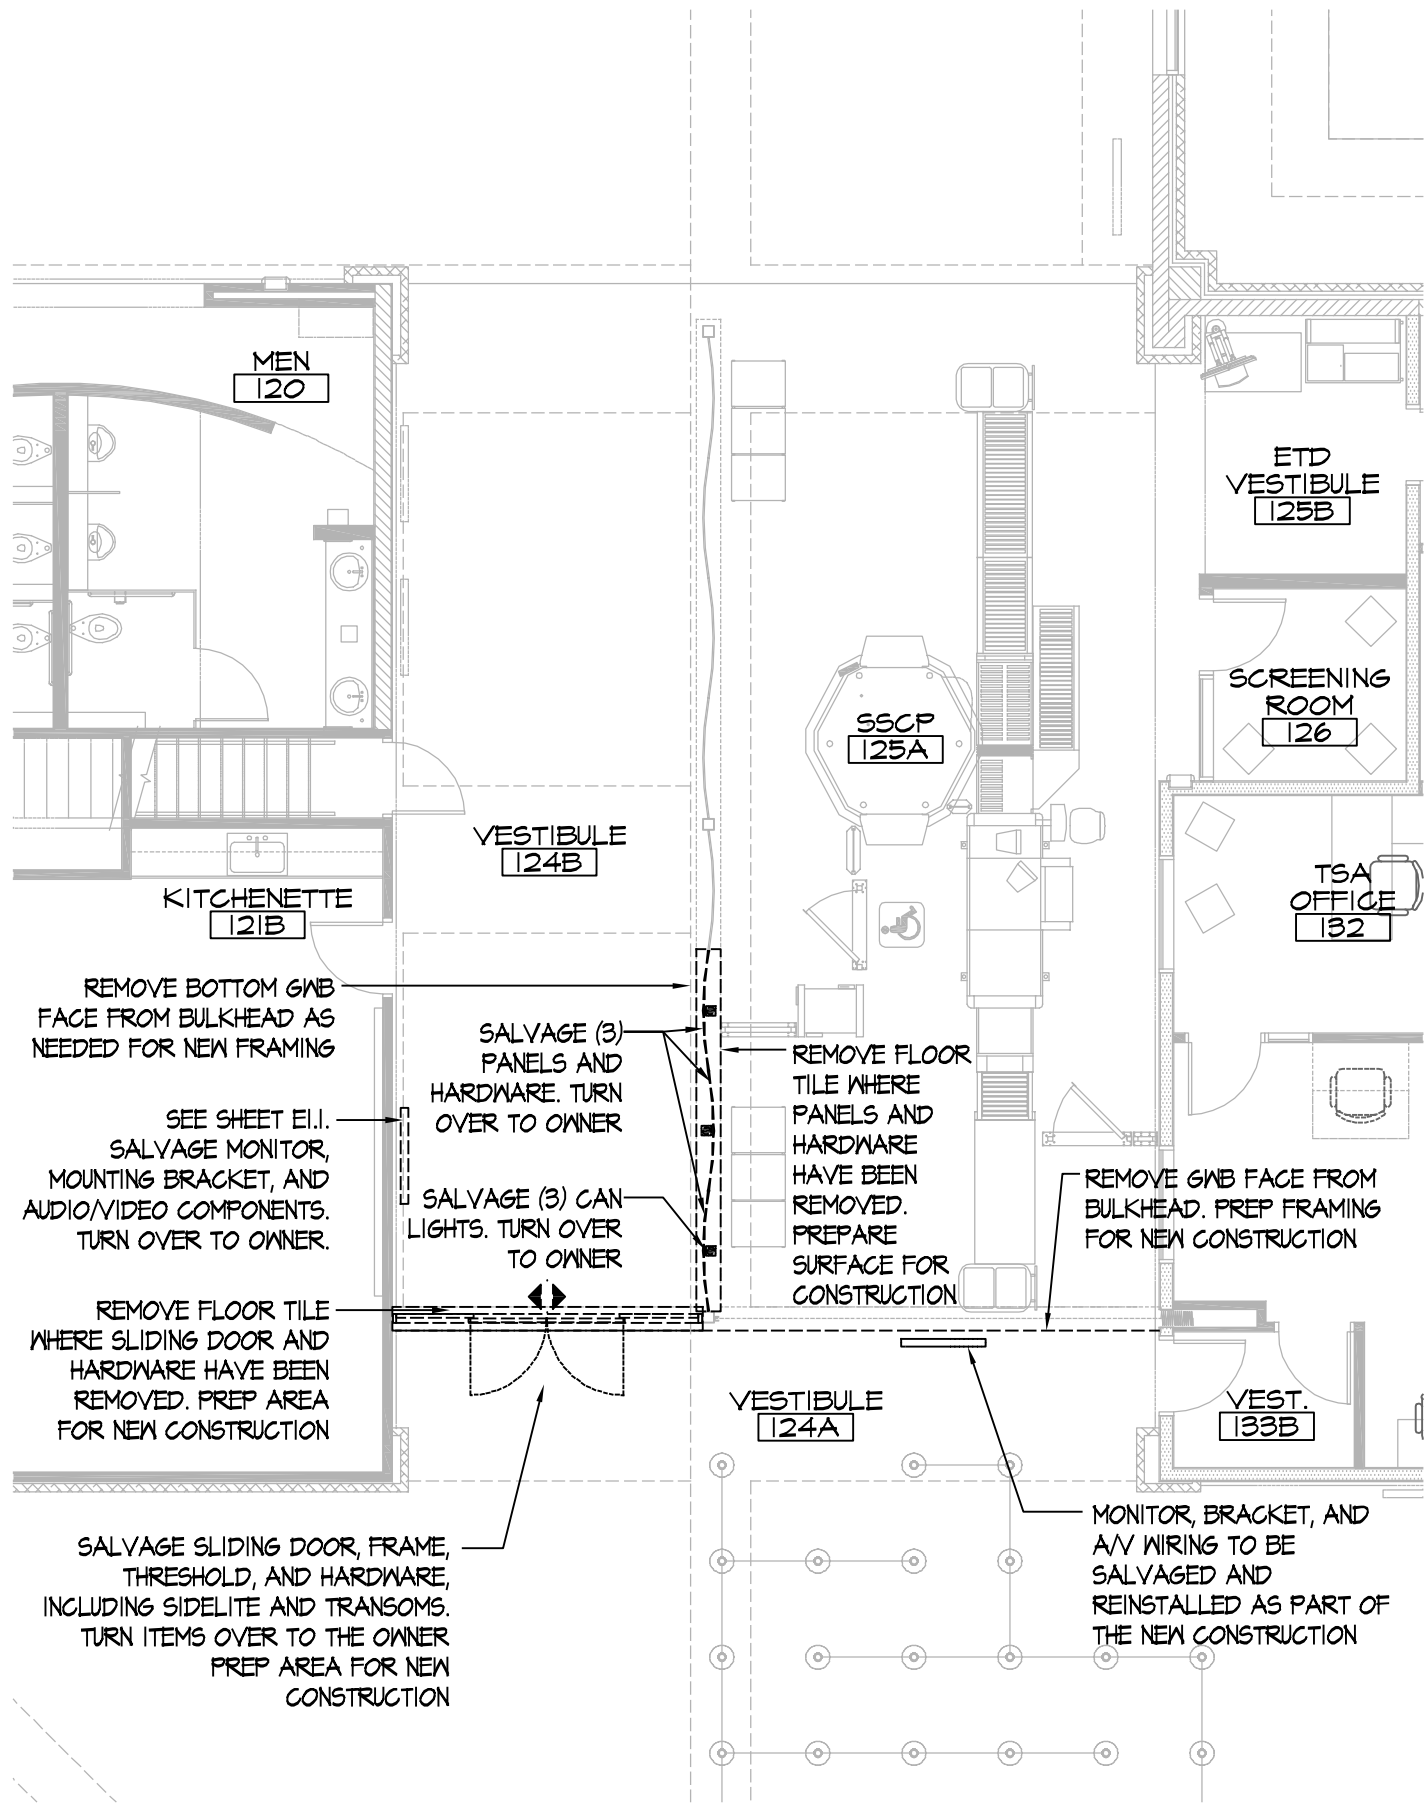 MEN
120
ETD
VESTIBULE
125B
SCREENING
ROOM
126
SSCP
125A
VESTIBULE
124B
KITCHENETTE
121B
TSA
OFFICE
132
REMOVE BOTTOM GWB
FACE FROM BULKHEAD AS
NEEDED FOR NEW FRAMING
SALVAGE (3)
PANELS AND
HARDWARE. TURN
OVER TO OWNER
REMOVE FLOOR
TILE WHERE
PANELS AND
HARDWARE
HAVE BEEN
REMOVED.
PREPARE
SURFACE FOR
CONSTRUCTION
SEE SHEET E1.1.
SALVAGE MONITOR,
MOUNTING BRACKET, AND
AUDIO/VIDEO COMPONENTS.
TURN OVER TO OWNER.
SALVAGE (3) CAN
LIGHTS. TURN OVER
TO OWNER
REMOVE GWB FACE FROM
BULKHEAD. PREP FRAMING
FOR NEW CONSTRUCTION
REMOVE FLOOR TILE
WHERE SLIDING DOOR AND
HARDWARE HAVE BEEN
REMOVED. PREP AREA
FOR NEW CONSTRUCTION
VESTIBULE
124A
VEST.
133B
SALVAGE SLIDING DOOR, FRAME,
THRESHOLD, AND HARDWARE,
INCLUDING SIDELITE AND TRANSOMS.
TURN ITEMS OVER TO THE OWNER
PREP AREA FOR NEW
CONSTRUCTION
MONITOR, BRACKET, AND
A/V WIRING TO BE
SALVAGED AND
REINSTALLED AS PART OF
THE NEW CONSTRUCTION